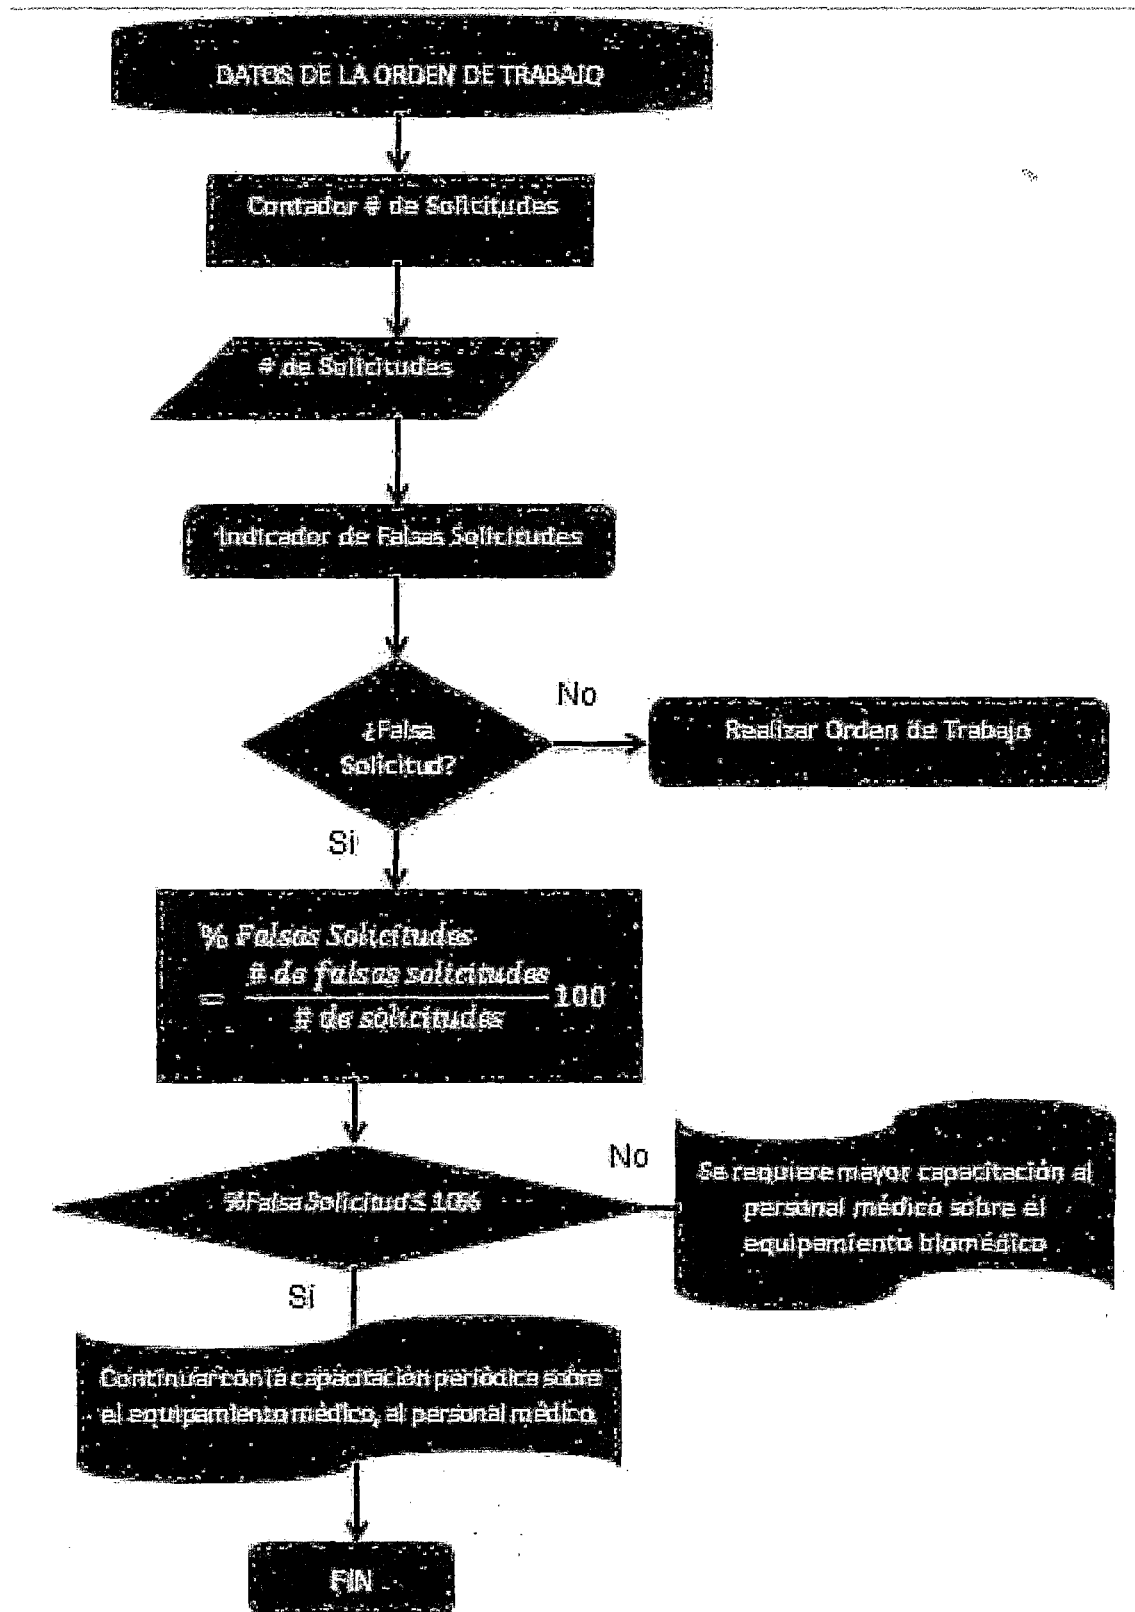 DATOS DE LA ORDEN DE TRABAJO
Contador # de Solicitudes
# de Solicitudes
Indicador de Falsas Solicitudes
¿Falsa
Solicitud?
No
Realizar Orden de Trabajo
Si
% Falsas Solicitudes
= # de falsas solicitudes
# de solicitudes
100
%Falsa Solicitud ≤ 10%
No
Se requiere mayor capacitación al
personal médico sobre el
equipamiento biomédico
Si
Continuar con la capacitación periódica sobre
el equipamiento médico, al personal médico
FIN